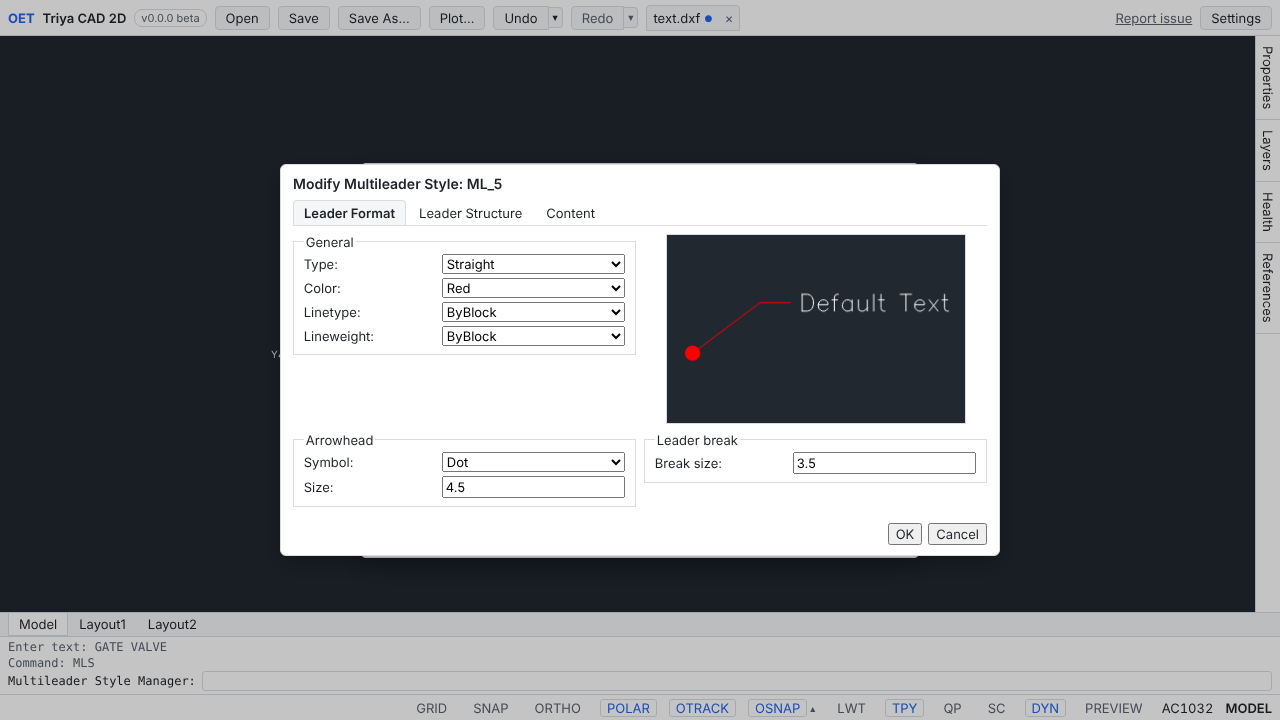 OET Triya CAD 2D v0.0.0 beta Open Save Save As... Plot... Undo ▾ Redo ▾ text.dxf ● × Report issue Settings
Properties
Layers
Health
References
Modify Multileader Style: ML_5
Leader Format Leader Structure Content
General
Type: Straight
Color: Red
Linetype: ByBlock
Lineweight: ByBlock
Default Text
Arrowhead
Symbol: Dot
Size: 4.5
Leader break
Break size: 3.5
OK Cancel
Model Layout1 Layout2
Enter text: GATE VALVE
Command: MLS
Multileader Style Manager:
GRID SNAP ORTHO POLAR OTRACK OSNAP ▴ LWT TPY QP SC DYN PREVIEW AC1032 MODEL